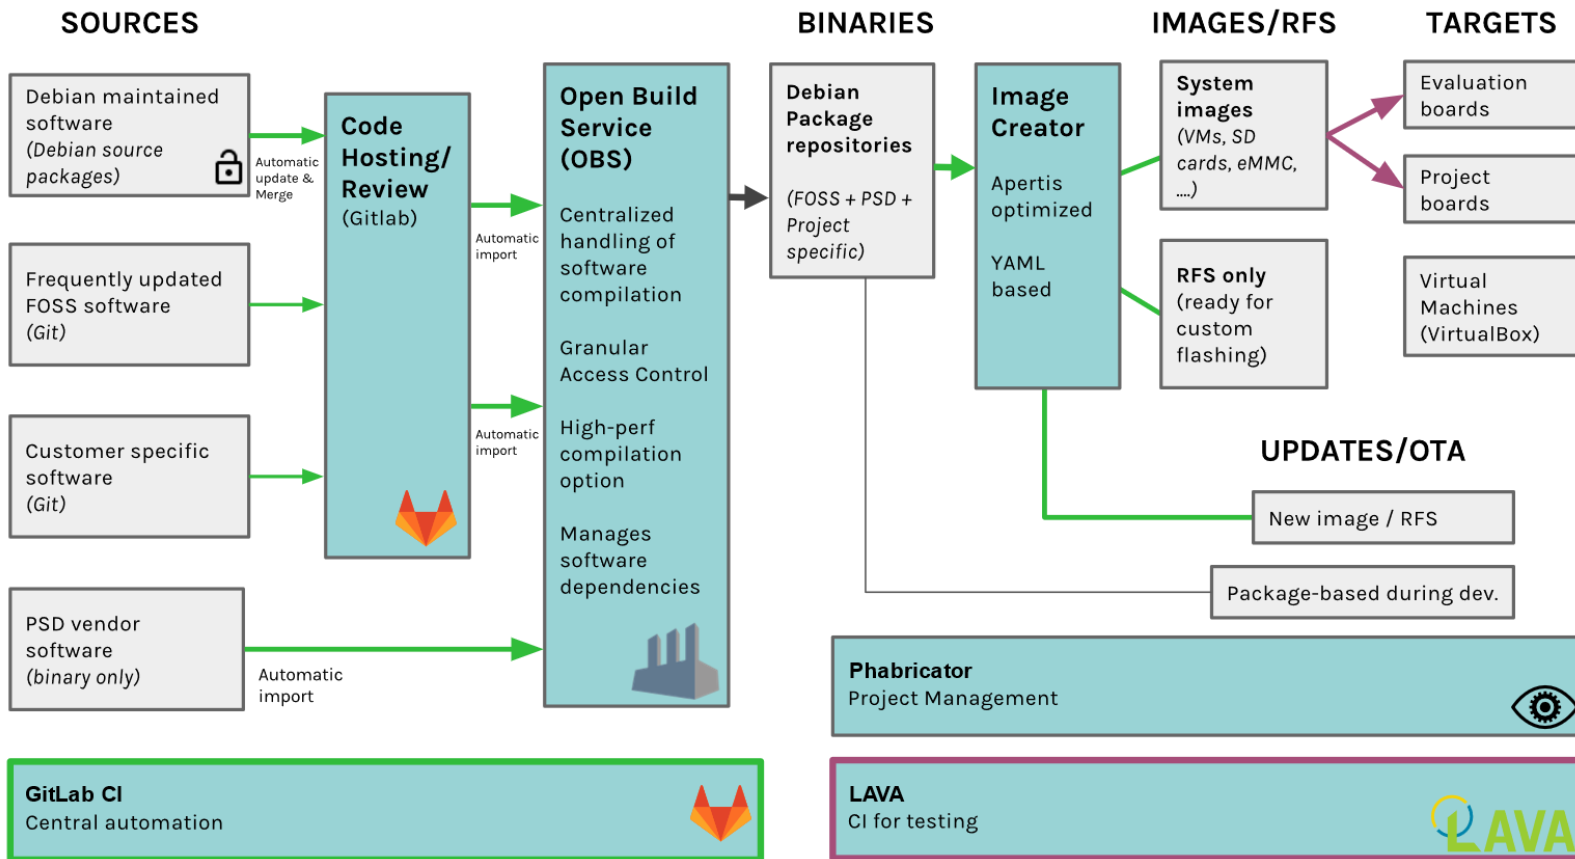 SOURCES
BINARIES
IMAGES/RFS
TARGETS
Debian maintained
software
(Debian source
packages)
Automatic
update &
Merge
Frequently updated
FOSS software
(Git)
Customer specific
software
(Git)
PSD vendor
software
(binary only)
Automatic
import
Code
Hosting/
Review
(Gitlab)
Automatic
import
Automatic
import
Open Build
Service
(OBS)
Centralized
handling of
software
compilation
Granular
Access Control
High-perf
compilation
option
Manages
software
dependencies
Debian
Package
repositories
(FOSS + PSD +
Project
specific)
Image
Creator
Apertis
optimized
YAML
based
System
images
(VMs, SD
cards, eMMC,
....)
RFS only
(ready for
custom
flashing)
Evaluation
boards
Project
boards
Virtual
Machines
(VirtualBox)
UPDATES/OTA
New image / RFS
Package-based during dev.
Phabricator
Project Management
GitLab CI
Central automation
LAVA
CI for testing
LAVA